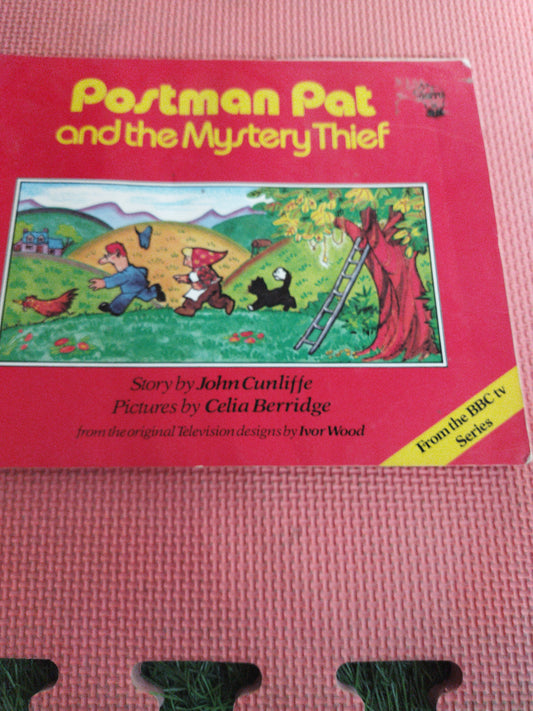 Postman Pat
and the Mystery Thief
Story by John Cunliffe
Pictures by Celia Berridge
from the original Television designs by Ivor Wood
From the BBC tv
Series